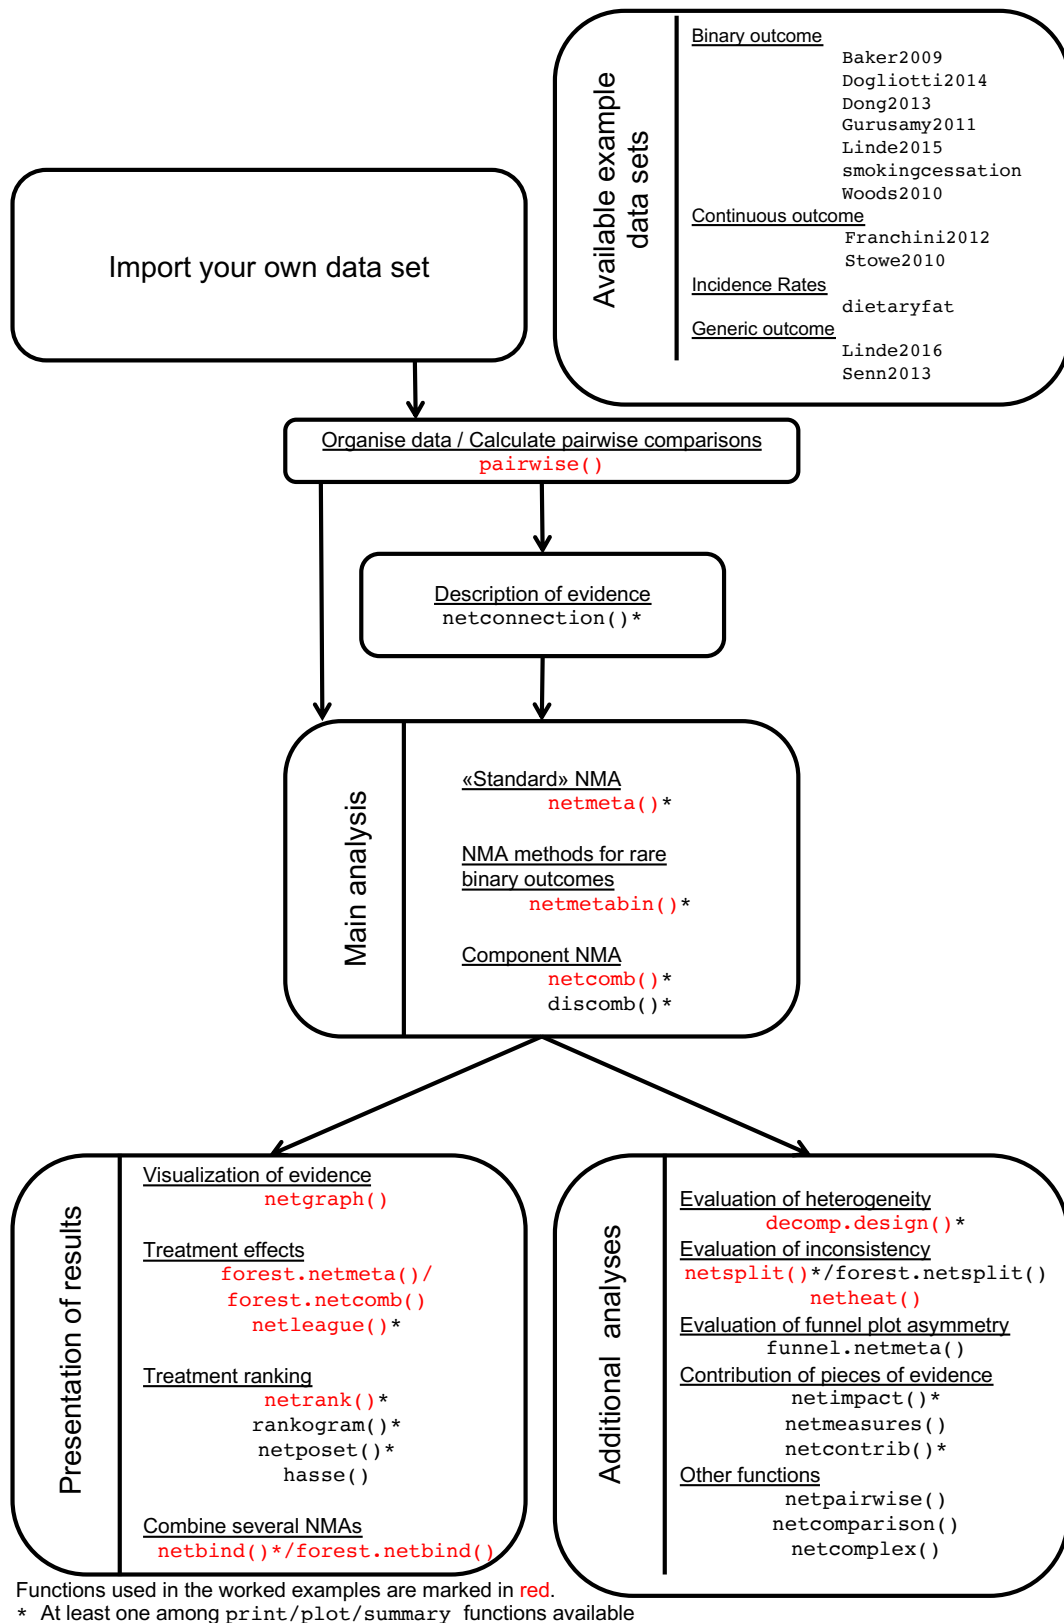 Available example
data sets
Binary outcome
Baker2009
Dogliotti2014
Dong2013
Gurusamy2011
Linde2015
smokingcessation
Woods2010
Continuous outcome
Franchini2012
Stowe2010
Incidence Rates
dietaryfat
Generic outcome
Linde2016
Senn2013
Import your own data set
Organise data / Calculate pairwise comparisons
pairwise()
Description of evidence
netconnection()*
Main analysis
«Standard» NMA
netmeta()*
NMA methods for rare
binary outcomes
netmetabin()*
Component NMA
netcomb()*
discomb()*
Presentation of results
Visualization of evidence
netgraph()
Treatment effects
forest.netmeta()/
forest.netcomb()
netleague()*
Treatment ranking
netrank()*
rankogram()*
netposet()*
hasse()
Combine several NMAs
netbind()*/forest.netbind()
Additional analyses
Evaluation of heterogeneity
decomp.design()*
Evaluation of inconsistency
netsplit()*/forest.netsplit()
netheat()
Evaluation of funnel plot asymmetry
funnel.netmeta()
Contribution of pieces of evidence
netimpact()*
netmeasures()
netcontrib()*
Other functions
netpairwise()
netcomparison()
netcomplex()
Functions used in the worked examples are marked in red.
* At least one among print/plot/summary functions available